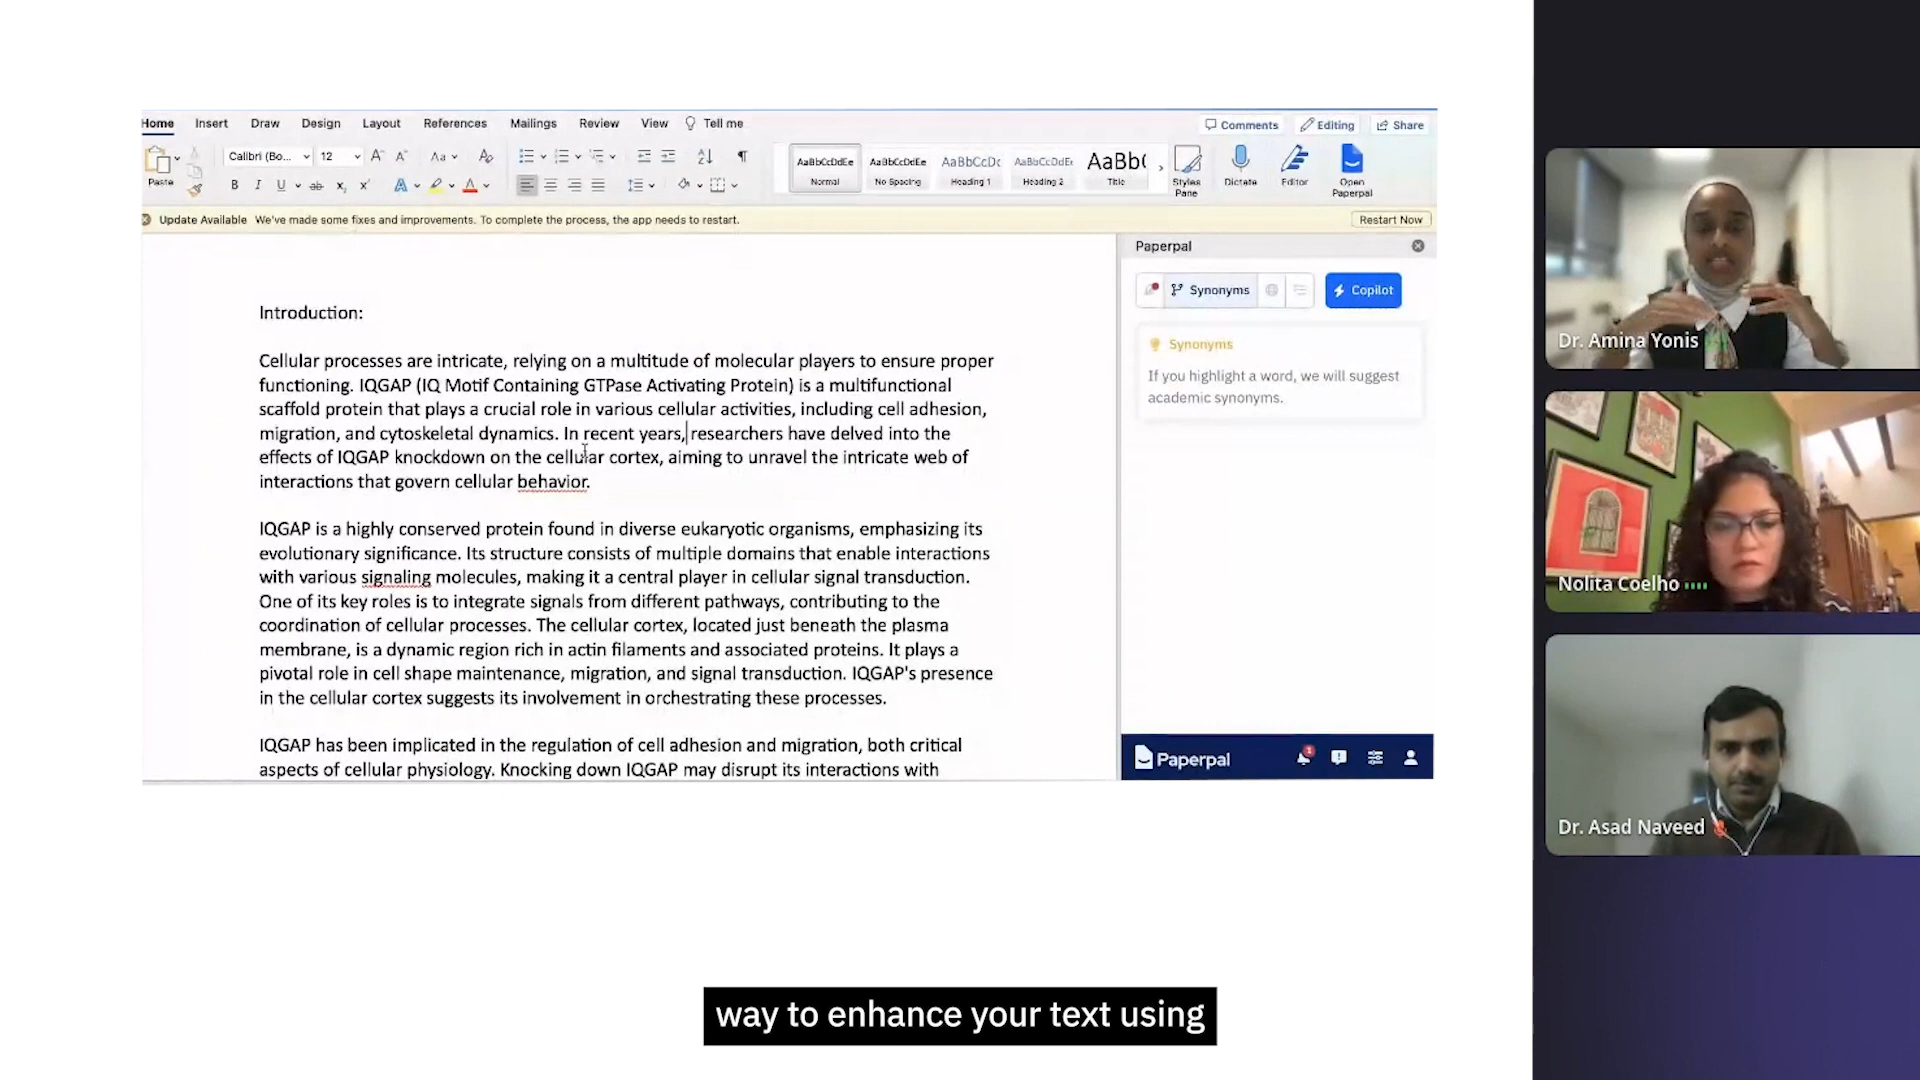 Home Insert Draw Design Layout References Mailings Review View Tell me
Comments Editing Share
Paste
Calibri (Bo... 12
AaBbCcDdEe AaBbCcDdEe AaBbCcDc AaBbCcDdEe AaBb(
Normal No Spacing Heading 1 Heading 2 Title
Styles Pane
Dictate
Editor
Open Paperpal
Update Available We've made some fixes and improvements. To complete the process, the app needs to restart.
Restart Now
Introduction:
Cellular processes are intricate, relying on a multitude of molecular players to ensure proper
functioning. IQGAP (IQ Motif Containing GTPase Activating Protein) is a multifunctional
scaffold protein that plays a crucial role in various cellular activities, including cell adhesion,
migration, and cytoskeletal dynamics. In recent years, researchers have delved into the
effects of IQGAP knockdown on the cellular cortex, aiming to unravel the intricate web of
interactions that govern cellular behavior.
IQGAP is a highly conserved protein found in diverse eukaryotic organisms, emphasizing its
evolutionary significance. Its structure consists of multiple domains that enable interactions
with various signaling molecules, making it a central player in cellular signal transduction.
One of its key roles is to integrate signals from different pathways, contributing to the
coordination of cellular processes. The cellular cortex, located just beneath the plasma
membrane, is a dynamic region rich in actin filaments and associated proteins. It plays a
pivotal role in cell shape maintenance, migration, and signal transduction. IQGAP's presence
in the cellular cortex suggests its involvement in orchestrating these processes.
IQGAP has been implicated in the regulation of cell adhesion and migration, both critical
aspects of cellular physiology. Knocking down IQGAP may disrupt its interactions with
Paperpal
Synonyms
Copilot
Synonyms
If you highlight a word, we will suggest
academic synonyms.
Paperpal
1
Dr. Amina Yonis
Nolita Coelho
Dr. Asad Naveed
way to enhance your text using